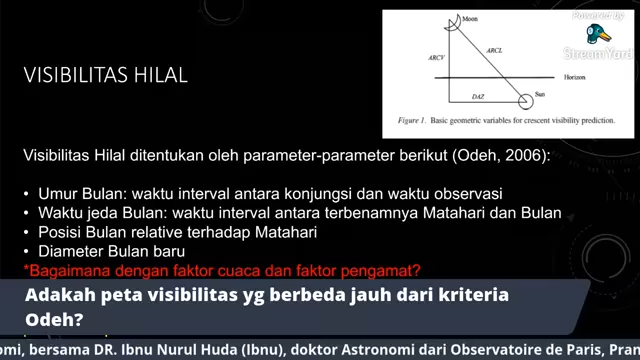 Powered by
StreamYard
Moon
ARCV
ARCL
Horizon
DAZ
Sun
Figure 1. Basic geometric variables for crescent visibility prediction.
VISIBILITAS HILAL
Visibilitas Hilal ditentukan oleh parameter-parameter berikut (Odeh, 2006):
• Umur Bulan: waktu interval antara konjungsi dan waktu observasi
• Waktu jeda Bulan: waktu interval antara terbenamnya Matahari dan Bulan
• Posisi Bulan relative terhadap Matahari
• Diameter Bulan baru
*Bagaimana dengan faktor cuaca dan faktor pengamat?
Adakah peta visibilitas yg berbeda jauh dari kriteria
Odeh?
omi, bersama DR. Ibnu Nurul Huda (Ibnu), doktor Astronomi dari Observatoire de Paris, Pran